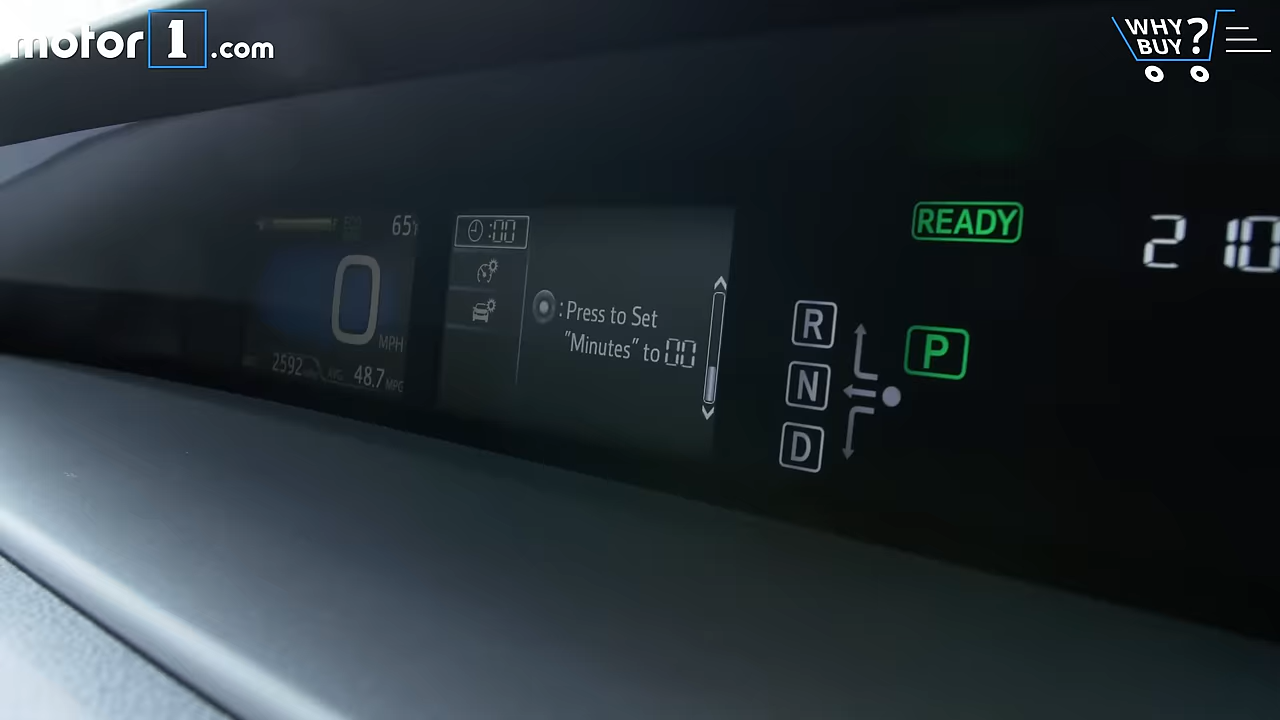 motor1.com
WHY
BUY?
65
:00
READY
2 10
0
MPH
: Press to Set
"Minutes" to 00
R
P
N
D
2592
AVG
48.7 MPG